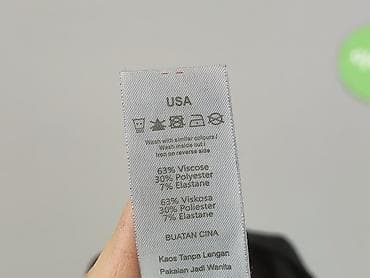 USA
Wash with similar colours/
Wash inside out/
Iron on reverse side
63% Viscose
30% Polyester
7% Elastane
63% Viskosa
30% Poliester
7% Elastane
BUATAN CINA
Kaos Tanpa Lengan
Pakaian Jadi Wanita